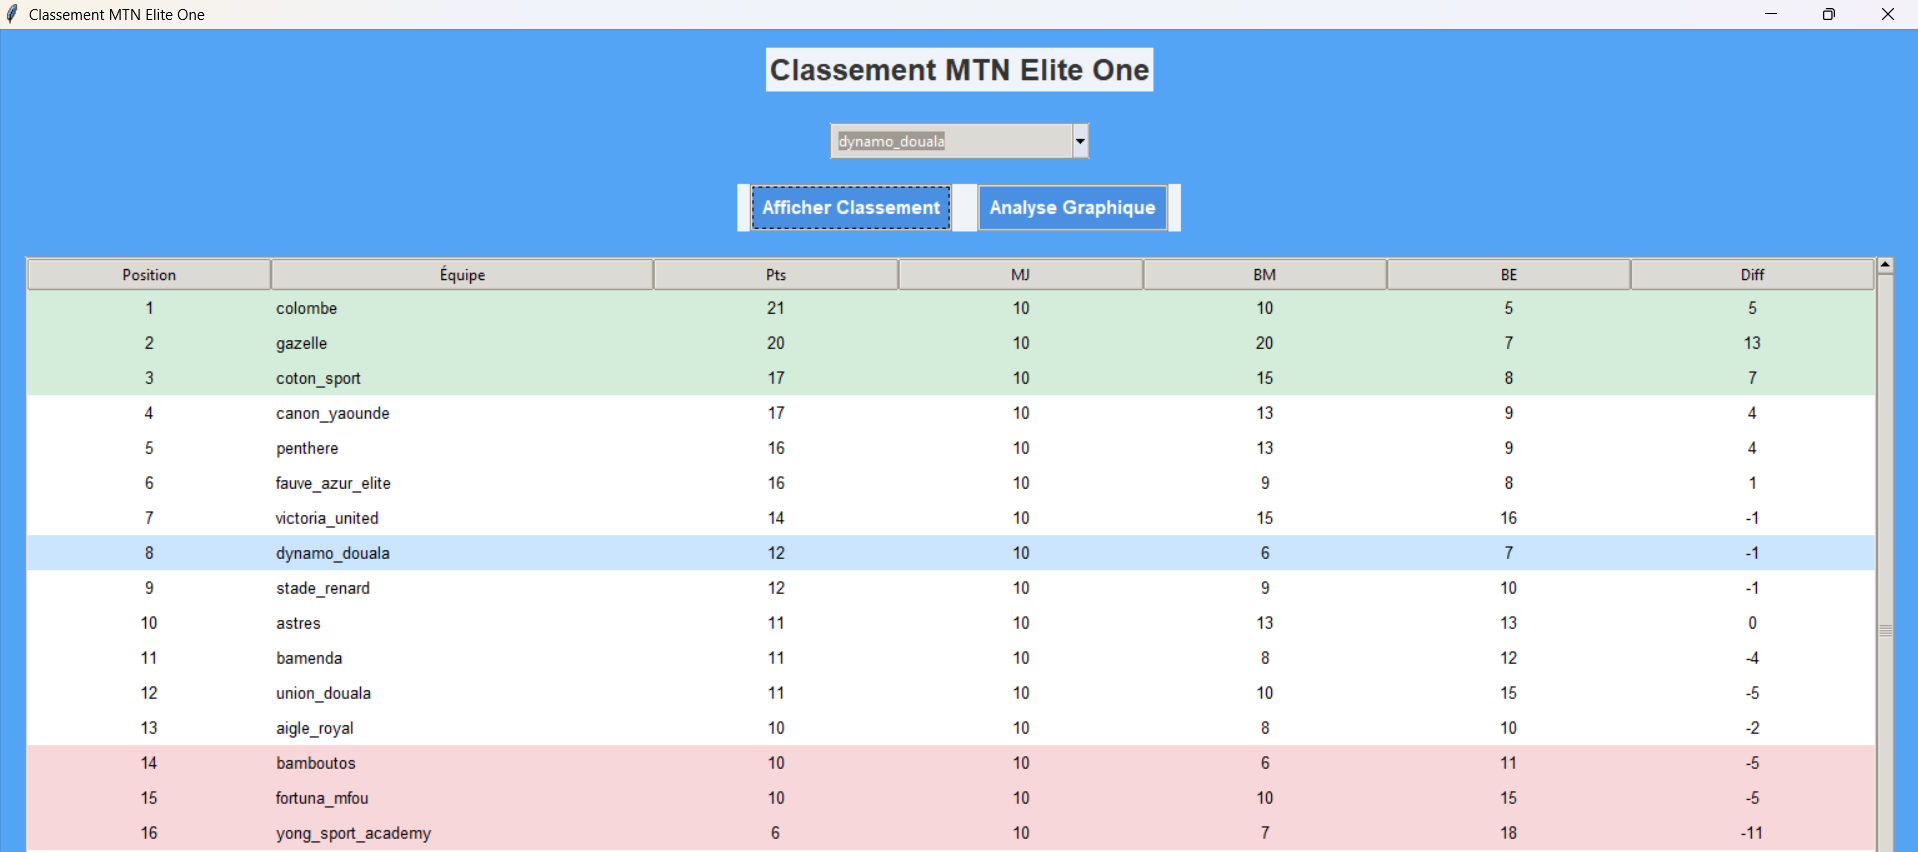 Classement MTN Elite One
Classement MTN Elite One
dynamo_douala
Afficher Classement Analyse Graphique
Position Équipe Pts MJ BM BE Diff
1 colombe 21 10 10 5 5
2 gazelle 20 10 20 7 13
3 coton_sport 17 10 15 8 7
4 canon_yaounde 17 10 13 9 4
5 penthere 16 10 13 9 4
6 fauve_azur_elite 16 10 9 8 1
7 victoria_united 14 10 15 16 -1
8 dynamo_douala 12 10 6 7 -1
9 stade_renard 12 10 9 10 -1
10 astres 11 10 13 13 0
11 bamenda 11 10 8 12 -4
12 union_douala 11 10 10 15 -5
13 aigle_royal 10 10 8 10 -2
14 bamboutos 10 10 6 11 -5
15 fortuna_mfou 10 10 10 15 -5
16 yong_sport_academy 6 10 7 18 -11